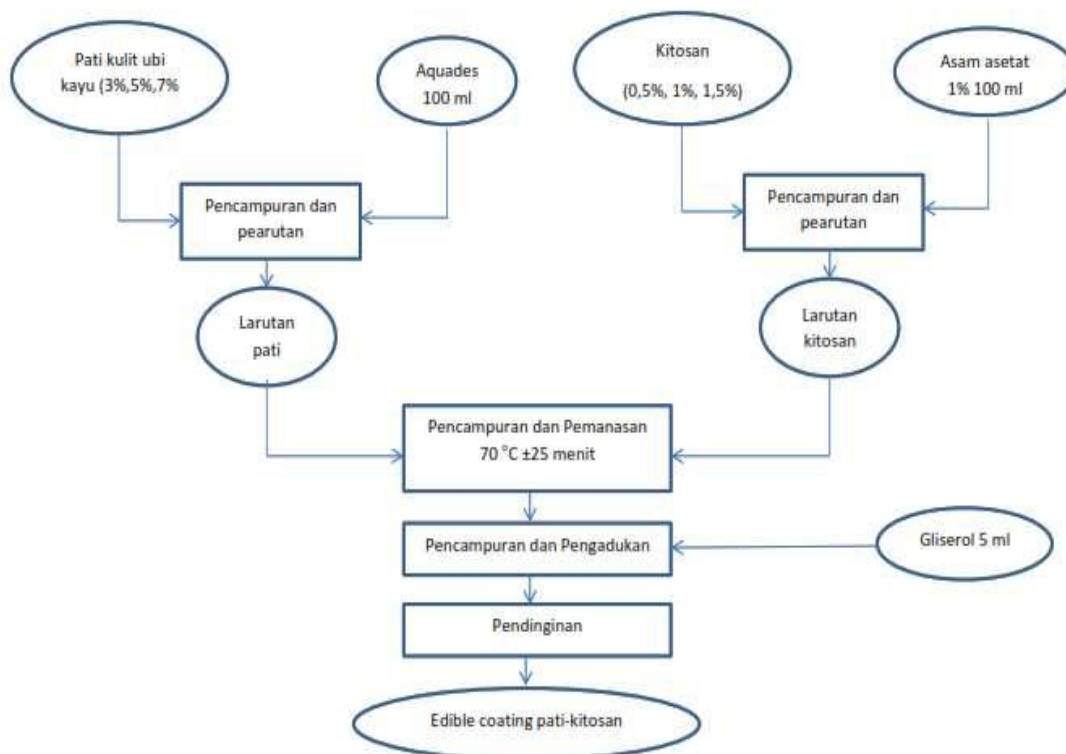 Pati kulit ubi
kayu (3%,5%,7%
Aquades
100 ml
Kitosan
(0,5%, 1%, 1,5%)
Asam asetat
1% 100 ml
Pencampuran dan
pearutan
Pencampuran dan
pearutan
Larutan
pati
Larutan
kitosan
Pencampuran dan Pemanasan
70 °C ±25 menit
Pencampuran dan Pengadukan
Gliserol 5 ml
Pendinginan
Edible coating pati-kitosan